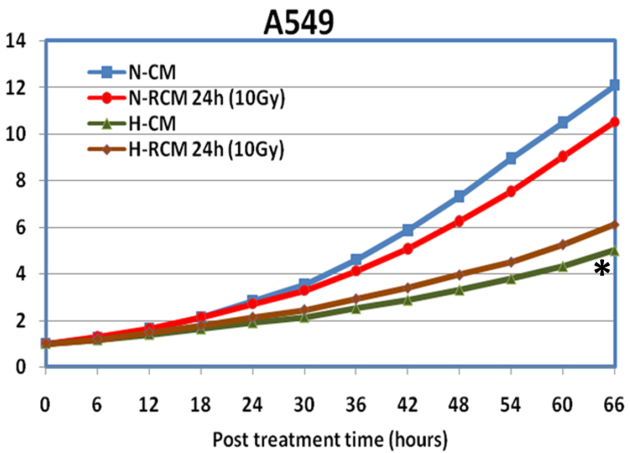 A549
14
12
10
8
6
4
2
0
N-CM
N-RCM 24h (10Gy)
H-CM
H-RCM 24h (10Gy)
*
0 6 12 18 24 30 36 42 48 54 60 66
Post treatment time (hours)